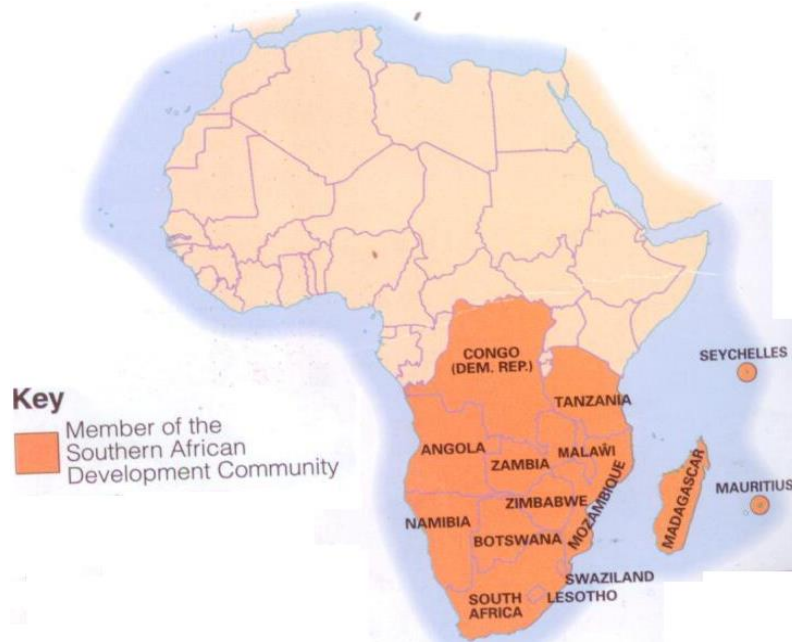 CONGO
(DEM. REP.)
SEYCHELLES
TANZANIA
Key
Member of the
Southern African
Development Community
ANGOLA
MALAWI
ZAMBIA
MADAGASCAR
MAURITIUS
ZIMBABWE
MOZAMBIQUE
NAMIBIA
BOTSWANA
SWAZILAND
SOUTH
AFRICA
LESOTHO